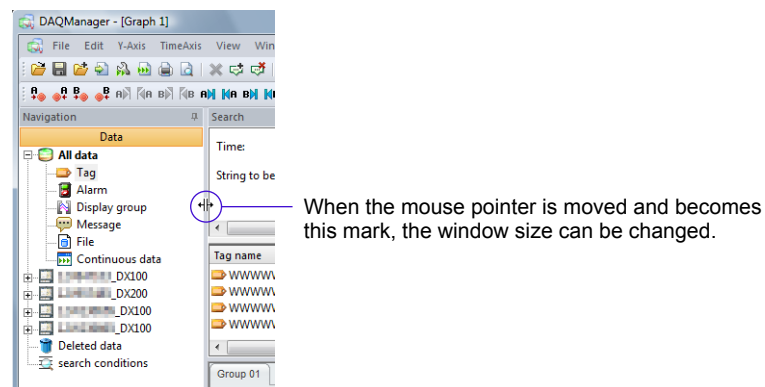 DAQManager - [Graph 1]
File Edit Y-Axis TimeAxis View
Navigation
Search
Data
Time:
All data
Tag
String to be
Alarm
Display group
Message
File
Continuous data
Tag name
_DX100
_DX200
_DX100
_DX100
Deleted data
search conditions
Group 01
When the mouse pointer is moved and becomes
this mark, the window size can be changed.